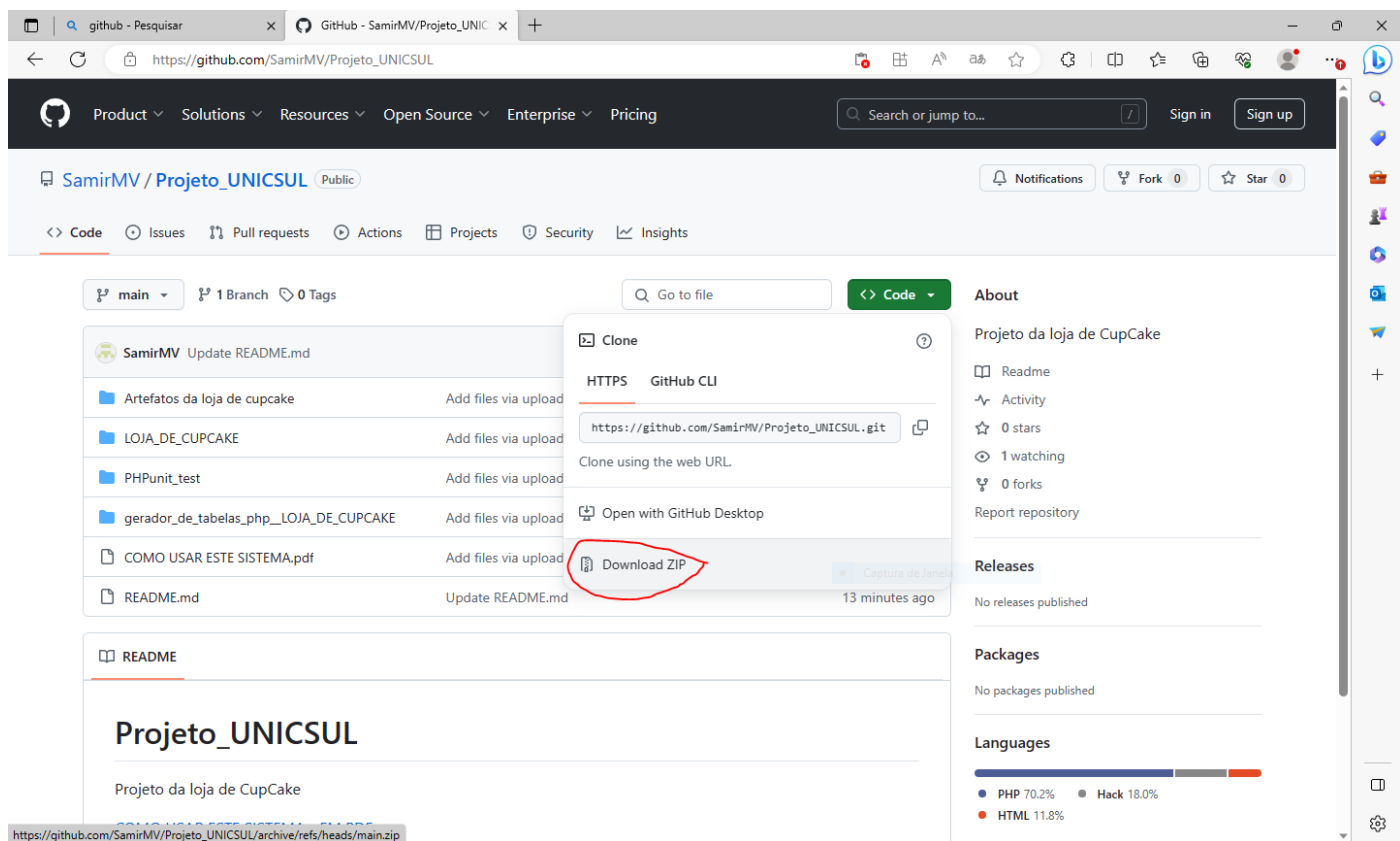 github - Pesquisar
GitHub - SamirMV/Projeto_UNIC
https://github.com/SamirMV/Projeto_UNICSUL
Product Solutions Resources Open Source Enterprise Pricing
Search or jump to... /
Sign in Sign up
SamirMV / Projeto_UNICSUL Public
Notifications Fork 0 Star 0
Code Issues Pull requests Actions Projects Security Insights
main 1 Branch 0 Tags
Go to file
Code
SamirMV Update README.md
Artefatos da loja de cupcake Add files via upload
LOJA_DE_CUPCAKE Add files via upload
PHPunit_test Add files via upload
gerador_de_tabelas_php__LOJA_DE_CUPCAKE Add files via upload
COMO USAR ESTE SISTEMA.pdf Add files via upload
README.md Update README.md 13 minutes ago
Clone
HTTPS GitHub CLI
https://github.com/SamirMV/Projeto_UNICSUL.git
Clone using the web URL.
Open with GitHub Desktop
Download ZIP
Captura de Janela
README
Projeto_UNICSUL
Projeto da loja de CupCake
COMO USAR ESTE SISTEMA
About
Projeto da loja de CupCake
Readme
Activity
0 stars
1 watching
0 forks
Report repository
Releases
No releases published
Packages
No packages published
Languages
PHP 70.2% Hack 18.0%
HTML 11.8%
https://github.com/SamirMV/Projeto_UNICSUL/archive/refs/heads/main.zip